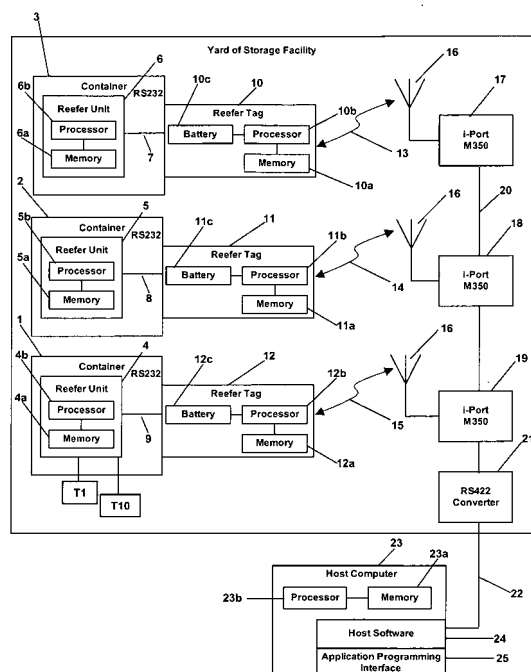 3
Yard of Storage Facility
6
Container
RS232
10
16
Reefer Unit
6b
Processor
6a
Memory
7
10c
Reefer Tag
Battery
Processor
10b
Memory
10a
13
17
i-Port
M350
20
2
5
Container
RS232
11
16
18
Reefer Unit
5b
Processor
5a
Memory
8
11c
Reefer Tag
Battery
Processor
11b
Memory
11a
14
i-Port
M350
1
4
Container
RS232
12
16
19
Reefer Unit
4b
Processor
4a
Memory
9
12c
Reefer Tag
Battery
Processor
12b
Memory
12a
15
i-Port
M350
21
T1
T10
RS422
Converter
23
23a
22
Host Computer
23b
Processor
Memory
Host Software
24
Application Programming
Interface
25